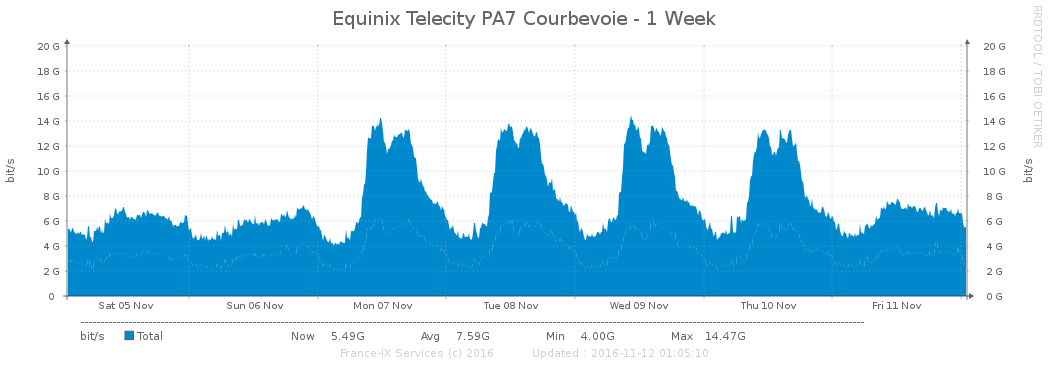 Equinix Telecity PA7 Courbevoie - 1 Week
RRDTOOL / TOBI OETIKER
20 G 20 G
18 G 18 G
16 G 16 G
14 G 14 G
12 G 12 G
10 G 10 G
8 G 8 G
6 G 6 G
4 G 4 G
2 G 2 G
0 0 G
bit/s
bit/s
Sat 05 Nov Sun 06 Nov Mon 07 Nov Tue 08 Nov Wed 09 Nov Thu 10 Nov Fri 11 Nov
bit/s Total Now 5.49G Avg 7.59G Min 4.00G Max 14.47G
France-IX Services (c) 2016 Updated : 2016-11-12 01:05:10